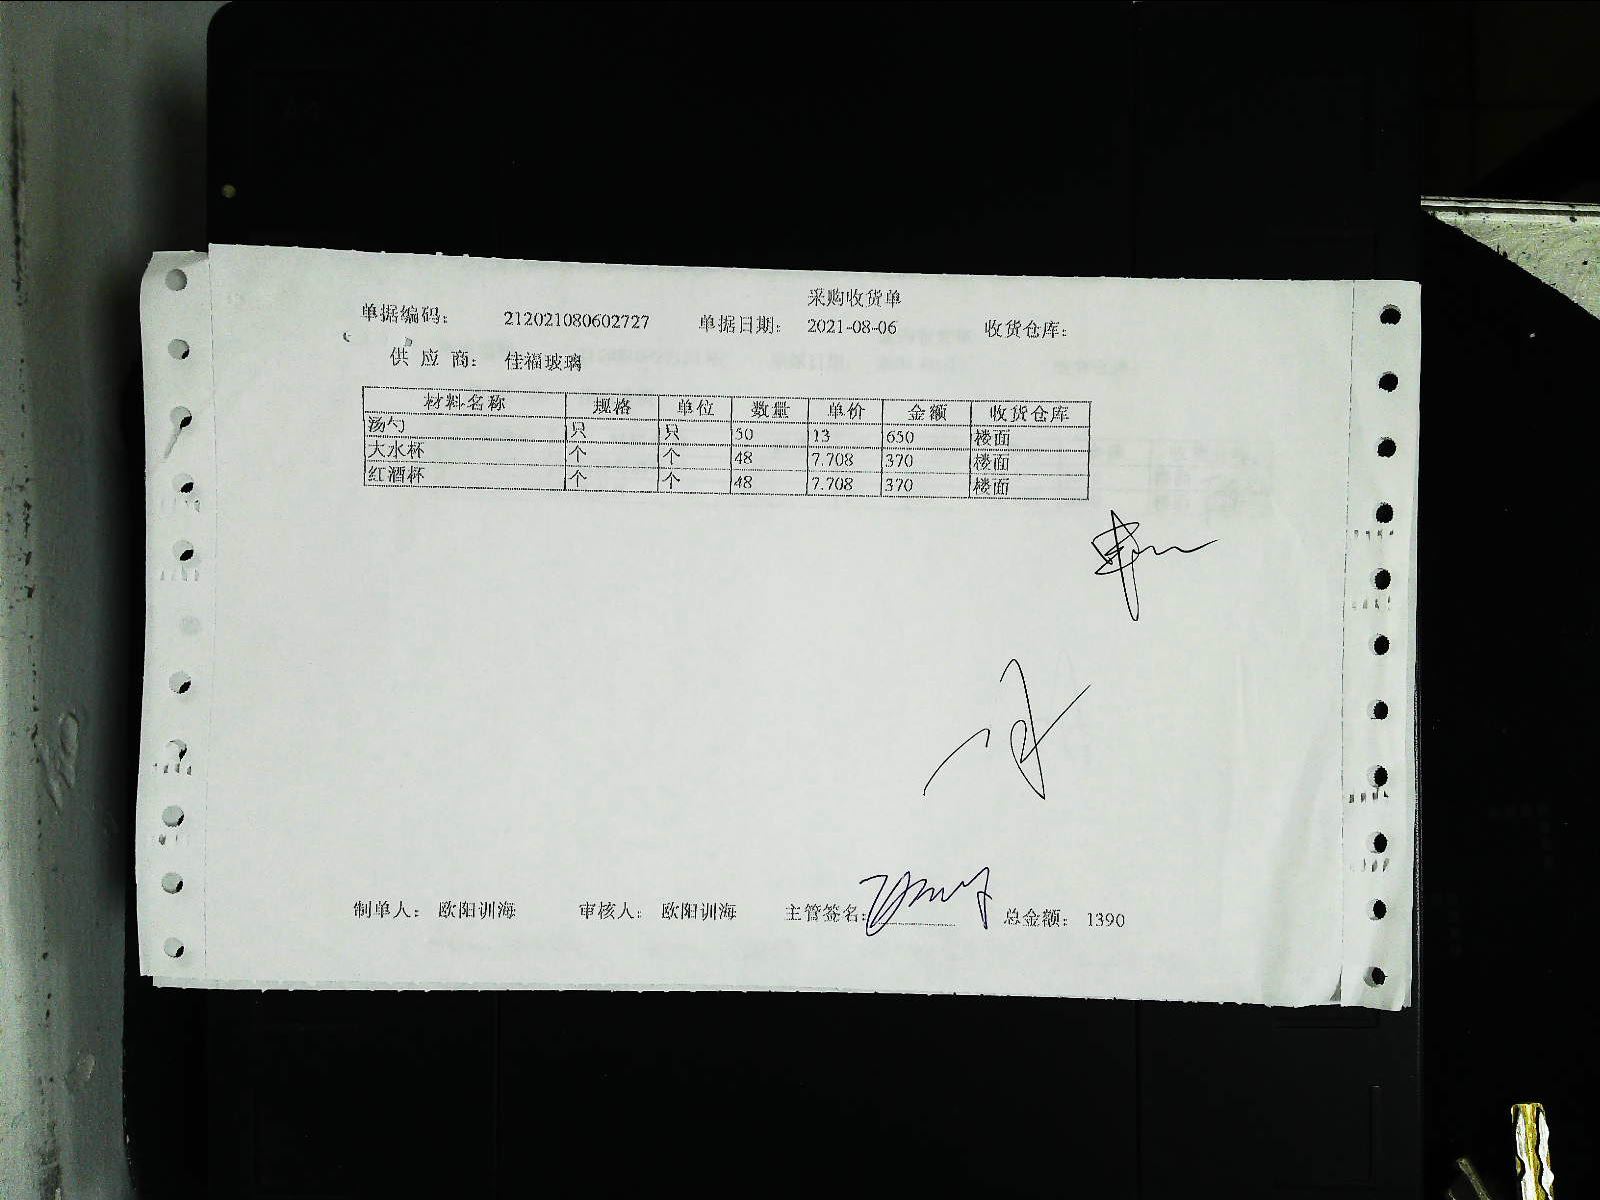 采购收货单
单据编码： 212021080602727 单据日期： 2021-08-06 收货仓库：
供 应 商： 佳福玻璃
材料名称 规格 单位 数量 单价 金额 收货仓库
汤勺 只 只 50 13 650 楼面
大水杯 个 个 48 7.708 370 楼面
红酒杯 个 个 48 7.708 370 楼面
制单人： 欧阳训海 审核人： 欧阳训海 主管签名： 总金额： 1390